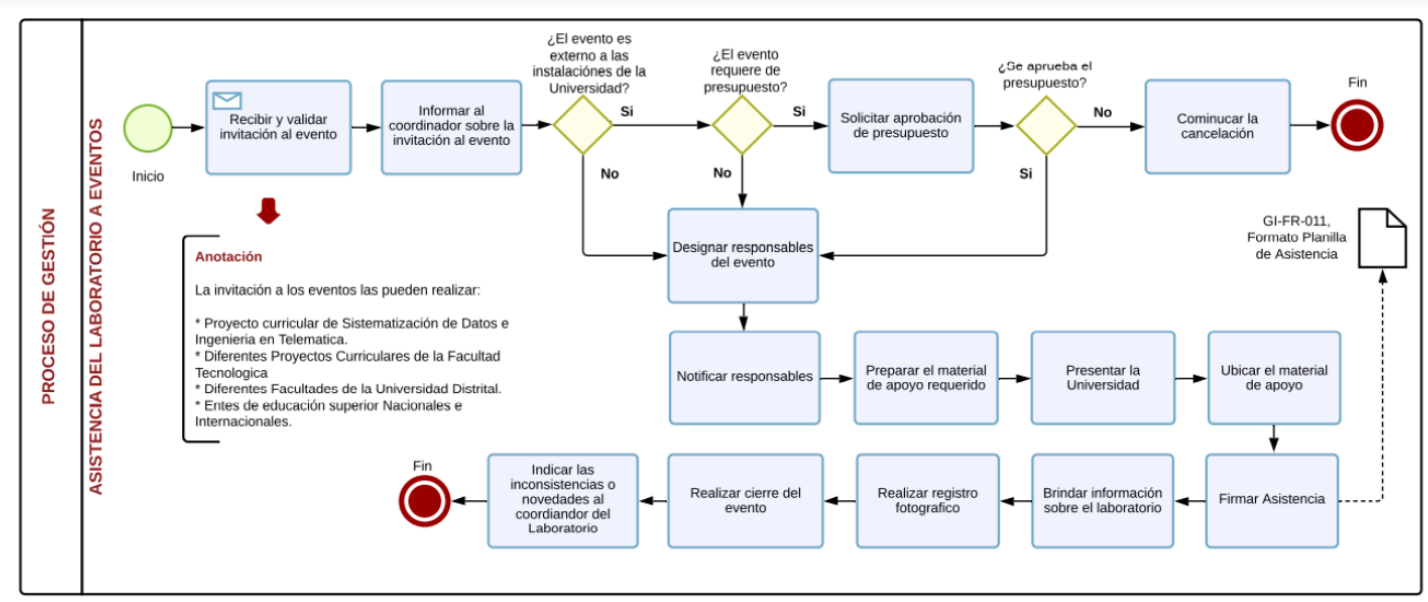 PROCESO DE GESTIÓN
ASISTENCIA DEL LABORATORIO A EVENTOS
Inicio
Recibir y validar
invitación al evento
Informar al
coordinador sobre la
invitación al evento
¿El evento es
externo a las
instalaciónes de la
Universidad?
Si
No
¿El evento
requiere de
presupuesto?
Si
No
Solicitar aprobación
de presupuesto
¿Se aprueba el
presupuesto?
No
Si
Cominucar la
cancelación
Fin
Anotación
La invitación a los eventos las pueden realizar:
* Proyecto curricular de Sistematización de Datos e
Ingenieria en Telematica.
* Diferentes Proyectos Curriculares de la Facultad
Tecnologica
* Diferentes Facultades de la Universidad Distrital.
* Entes de educación superior Nacionales e
Internacionales.
Designar responsables
del evento
GI-FR-011,
Formato Planilla
de Asistencia
Notificar responsables
Preparar el material
de apoyo requerido
Presentar la
Universidad
Ubicar el material
de apoyo
Firmar Asistencia
Brindar información
sobre el laboratorio
Realizar registro
fotografico
Realizar cierre del
evento
Indicar las
inconsistencias o
novedades al
coordiandor del
Laboratorio
Fin